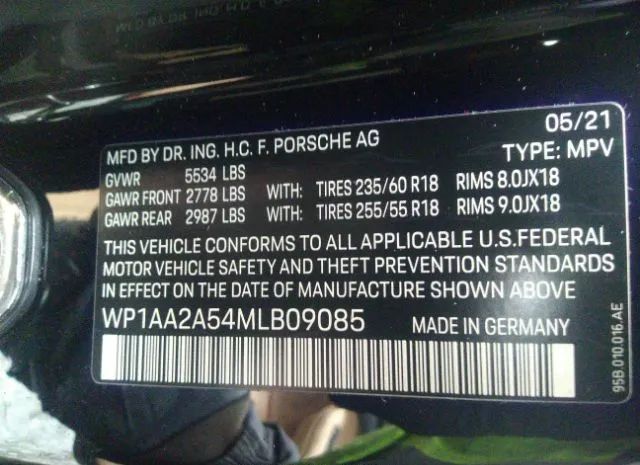 MFD BY DR. ING. H.C. F. PORSCHE AG 05/21
GVWR 5534 LBS TYPE: MPV
GAWR FRONT 2778 LBS WITH: TIRES 235/60 R18 RIMS 8.0JX18
GAWR REAR 2987 LBS WITH: TIRES 255/55 R18 RIMS 9.0JX18
THIS VEHICLE CONFORMS TO ALL APPLICABLE U.S.FEDERAL
MOTOR VEHICLE SAFETY AND THEFT PREVENTION STANDARDS
IN EFFECT ON THE DATE OF MANUFACTURE SHOWN ABOVE
WP1AA2A54MLB09085 MADE IN GERMANY
95B.010.016.AE